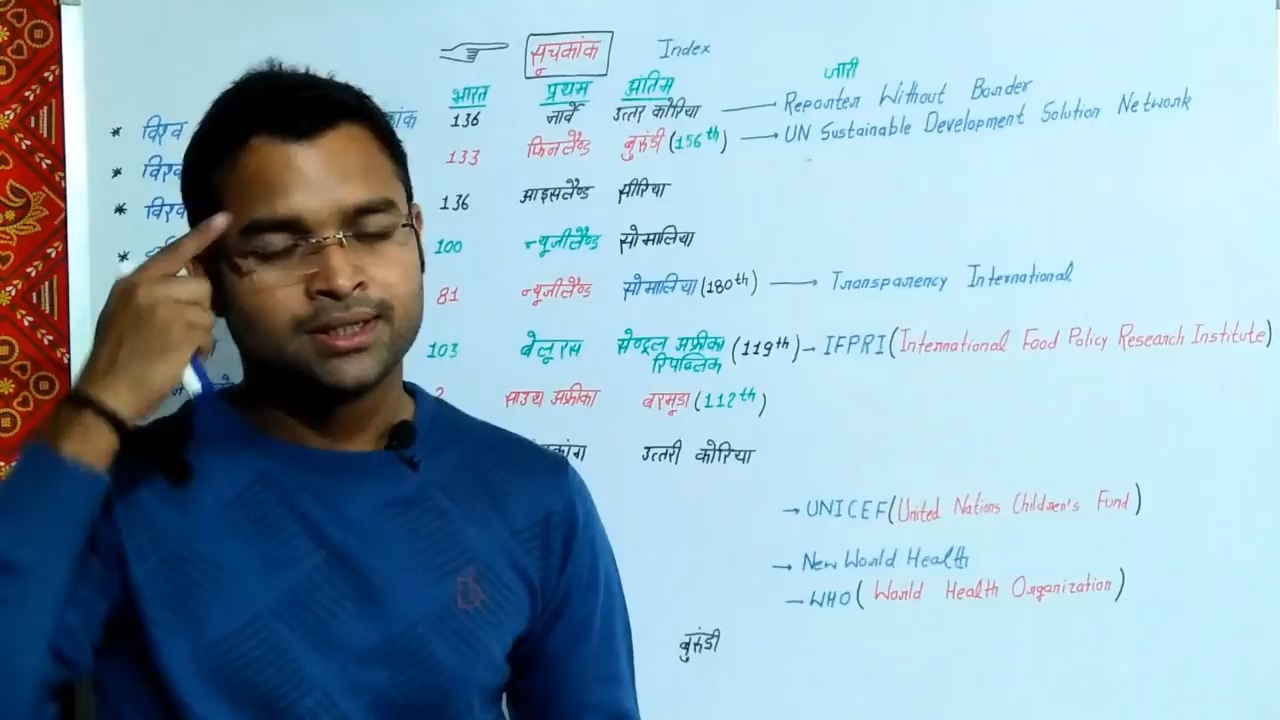 सूचकांक Index
भारत प्रथम अंतिम जारी
* विश्व कांक 136 नार्वे उत्तर कोरिया → Reporter Without Border
* विश्व 133 फिनलैण्ड बुरुंडी (156th) → UN Sustainable Development Solution Network
* विश्व 136 आइसलैण्ड सीरिया
* 100 न्यूजीलैण्ड सोमालिया
81 न्यूजीलैण्ड सोमालिया (180th) → Transparency International
103 बेलूरस सेण्ट्रल अफ्रीका रिपब्लिक (119th) - IFPRI (International Food Policy Research Institute)
2 साउथ अफ्रीका बरमूडा (112th)
कांग उत्तरी कोरिया
→ UNICEF (United Nations Children's Fund)
→ New World Health
- WHO (World Health Organization)
बुरुंडी